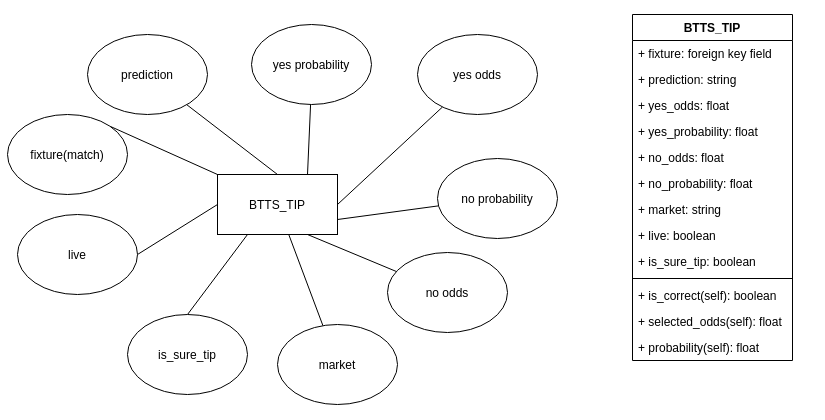 prediction
yes probability
yes odds
fixture(match)
BTTS_TIP
no probability
live
no odds
is_sure_tip
market
BTTS_TIP
+ fixture: foreign key field
+ prediction: string
+ yes_odds: float
+ yes_probability: float
+ no_odds: float
+ no_probability: float
+ market: string
+ live: boolean
+ is_sure_tip: boolean
+ is_correct(self): boolean
+ selected_odds(self): float
+ probability(self): float